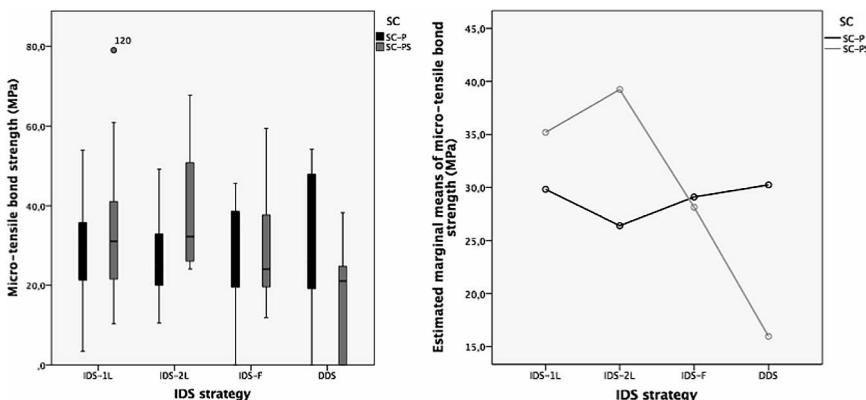 SC
SC-P
SC-PS
120
80,0
60,0
40,0
20,0
,0
Micro-tensile bond strength (MPa)
IDS-1L
IDS-2L
IDS-F
DDS
IDS strategy
SC
SC-P
SC-PS
45,0
40,0
35,0
30,0
25,0
20,0
15,0
Estimated marginal means of micro-tensile bond
strength (MPa)
IDS-1L
IDS-2L
IDS-F
DDS
IDS strategy